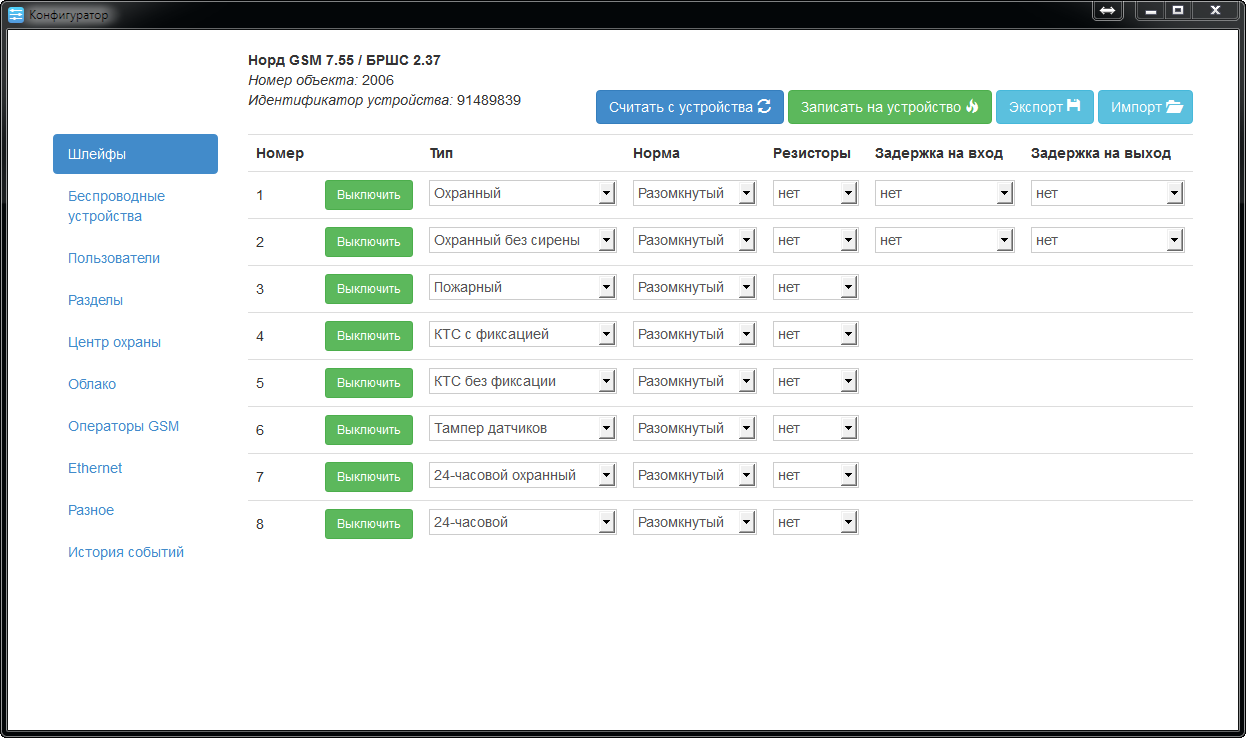 Конфигуратор
Норд GSM 7.55 / БРШС 2.37
Номер объекта: 2006
Идентификатор устройства: 91489839
Считать с устройства Записать на устройство Экспорт Импорт
Шлейфы
Беспроводные
устройства
Пользователи
Разделы
Центр охраны
Облако
Операторы GSM
Ethernet
Разное
История событий
Номер Тип Норма Резисторы Задержка на вход Задержка на выход
1 Выключить Охранный Разомкнутый нет нет нет
2 Выключить Охранный без сирены Разомкнутый нет нет нет
3 Выключить Пожарный Разомкнутый нет
4 Выключить КТС с фиксацией Разомкнутый нет
5 Выключить КТС без фиксации Разомкнутый нет
6 Выключить Тампер датчиков Разомкнутый нет
7 Выключить 24-часовой охранный Разомкнутый нет
8 Выключить 24-часовой Разомкнутый нет